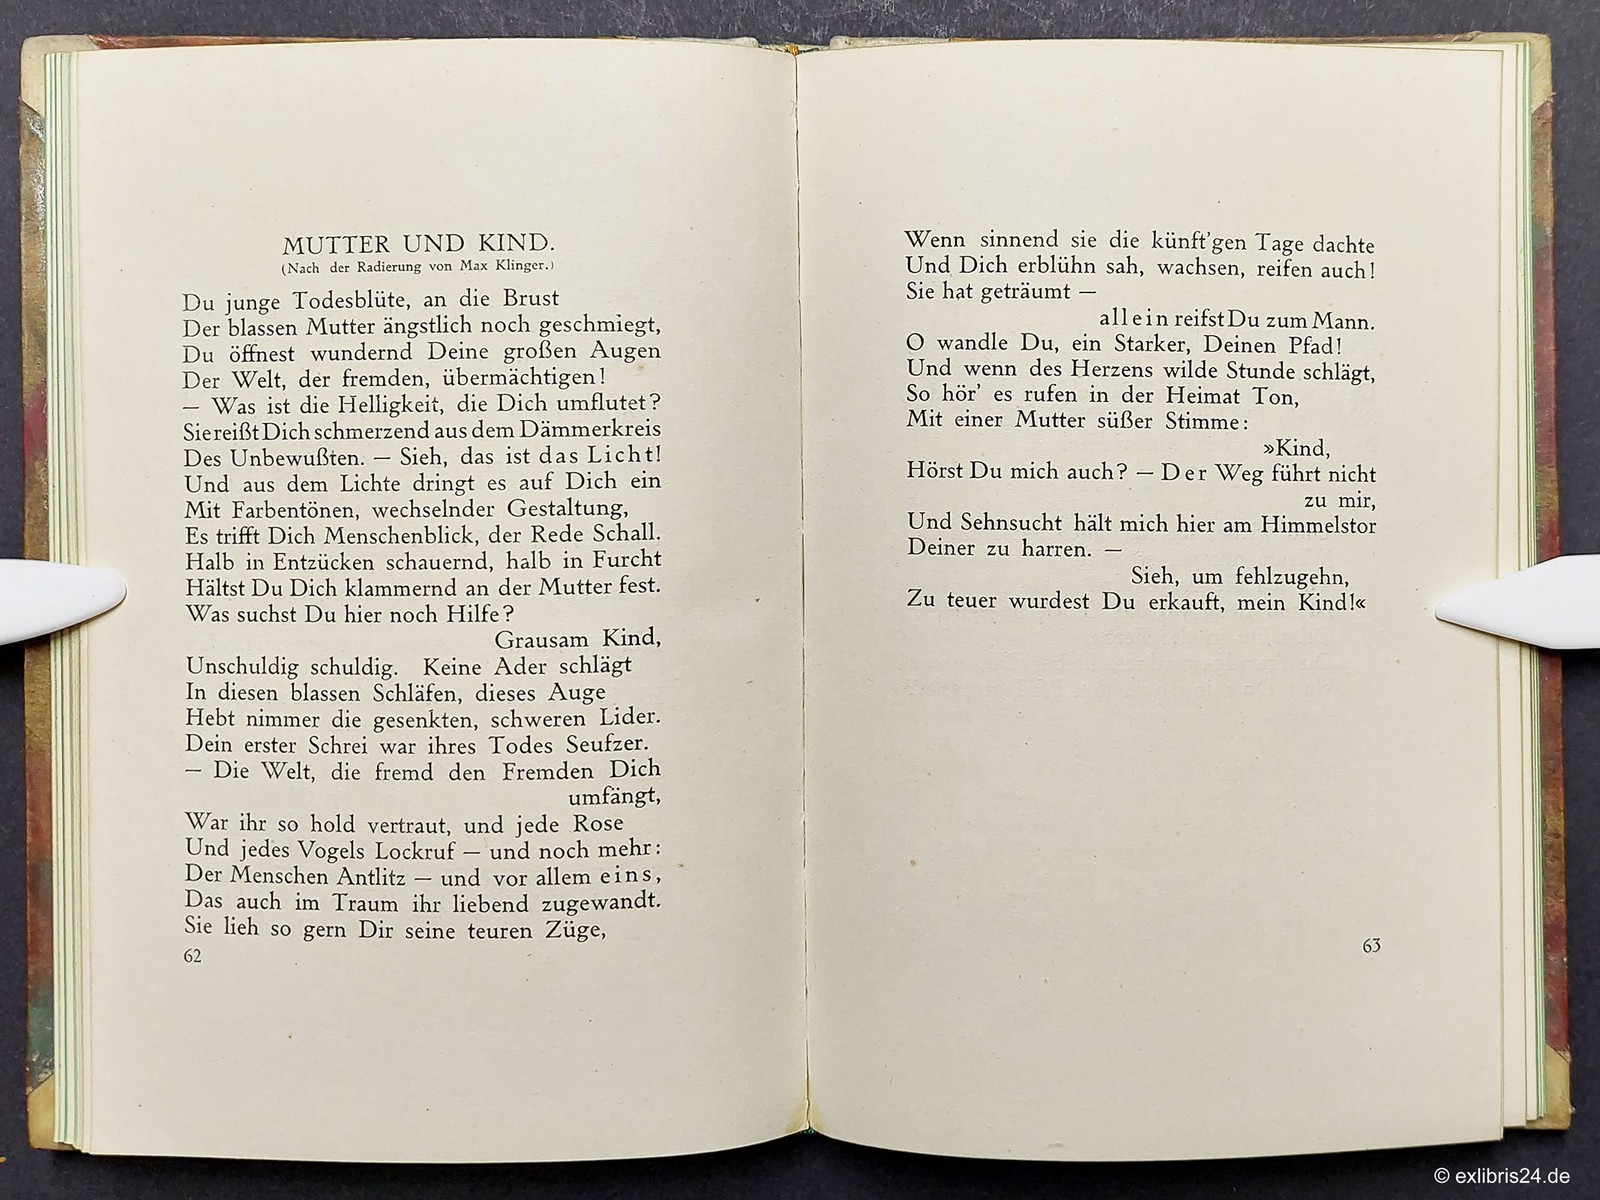 MUTTER UND KIND.
(Nach der Radierung von Max Klinger.)
Du junge Todesblüte, an die Brust
Der blassen Mutter ängstlich noch geschmiegt,
Du öffnest wundernd Deine großen Augen
Der Welt, der fremden, übermächtigen!
— Was ist die Helligkeit, die Dich umflutet?
Sie reißt Dich schmerzend aus dem Dämmerkreis
Des Unbewußten. — Sieh, das ist das Licht!
Und aus dem Lichte dringt es auf Dich ein
Mit Farbentönen, wechselnder Gestaltung,
Es trifft Dich Menschenblick, der Rede Schall.
Halb in Entzücken schauernd, halb in Furcht
Hältst Du Dich klammernd an der Mutter fest.
Was suchst Du hier noch Hilfe?
Grausam Kind,
Unschuldig schuldig. Keine Ader schlägt
In diesen blassen Schläfen, dieses Auge
Hebt nimmer die gesenkten, schweren Lider.
Dein erster Schrei war ihres Todes Seufzer.
— Die Welt, die fremd den Fremden Dich
umfängt,
War ihr so hold vertraut, und jede Rose
Und jedes Vogels Lockruf — und noch mehr:
Der Menschen Antlitz — und vor allem eins,
Das auch im Traum ihr liebend zugewandt.
Sie lieh so gern Dir seine teuren Züge,
62
Wenn sinnend sie die künft'gen Tage dachte
Und Dich erblühn sah, wachsen, reifen auch!
Sie hat geträumt —
allein reifst Du zum Mann.
O wandle Du, ein Starker, Deinen Pfad!
Und wenn des Herzens wilde Stunde schlägt,
So hör' es rufen in der Heimat Ton,
Mit einer Mutter süßer Stimme:
»Kind,
Hörst Du mich auch? — Der Weg führt nicht
zu mir,
Und Sehnsucht hält mich hier am Himmelstor
Deiner zu harren. —
Sieh, um fehlzugehn,
Zu teuer wurdest Du erkauft, mein Kind!«
63
© exlibris24.de